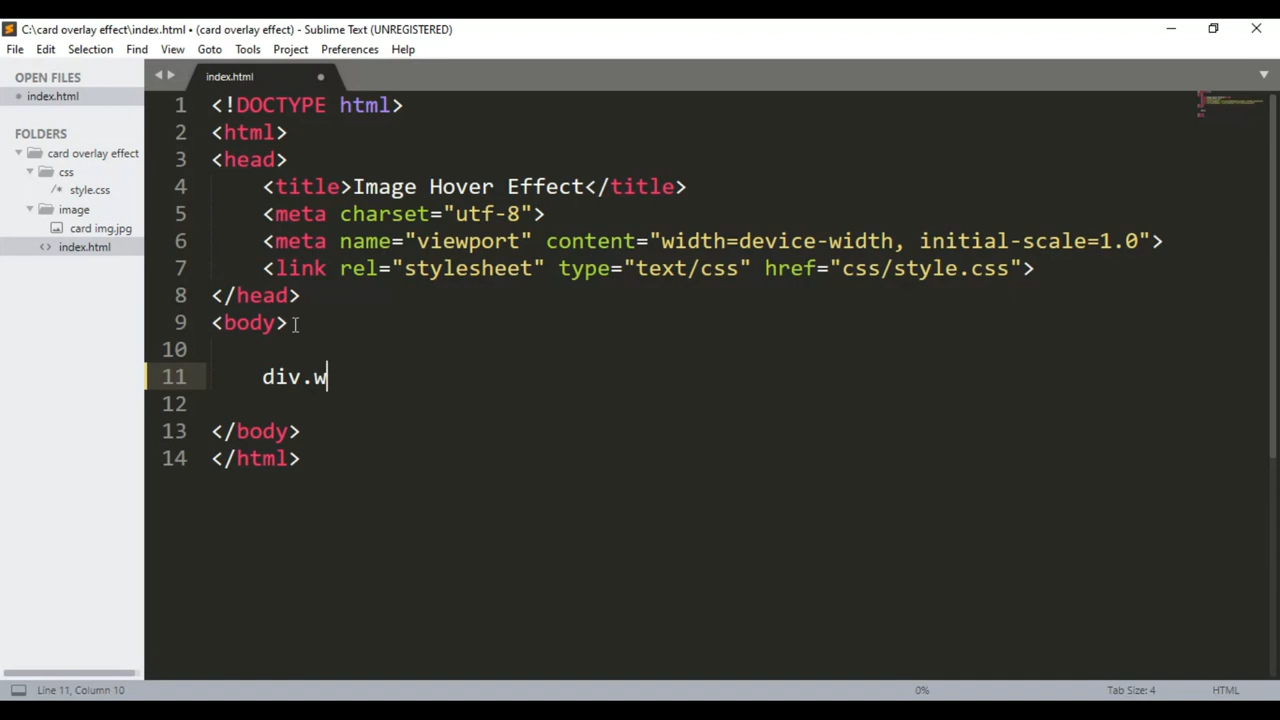 C:\card overlay effect\index.html • (card overlay effect) - Sublime Text (UNREGISTERED)
File Edit Selection Find View Goto Tools Project Preferences Help
OPEN FILES
index.html
FOLDERS
card overlay effect
css
/* style.css
image
card img.jpg
<> index.html
index.html
1 <!DOCTYPE html>
2 <html>
3 <head>
4 <title>Image Hover Effect</title>
5 <meta charset="utf-8">
6 <meta name="viewport" content="width=device-width, initial-scale=1.0">
7 <link rel="stylesheet" type="text/css" href="css/style.css">
8 </head>
9 <body>
10
11 div.w
12
13 </body>
14 </html>
Line 11, Column 10 0% Tab Size: 4 HTML